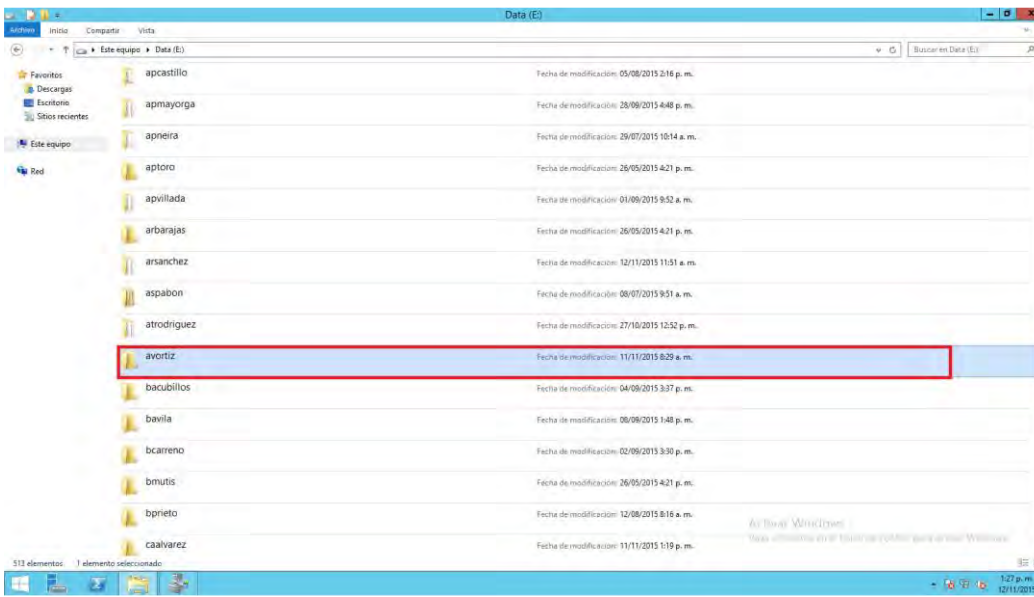 Data (E:)
Archivo Inicio Compartir Vista
Este equipo ▸ Data (E:) Buscar en Data (E:)
Favoritos
Descargas
Escritorio
Sitios recientes
Este equipo
Red
apcastillo Fecha de modificación: 05/08/2015 2:16 p. m.
apmayorga Fecha de modificación: 28/09/2015 4:48 p. m.
apneira Fecha de modificación: 29/07/2015 10:14 a. m.
aptoro Fecha de modificación: 26/05/2015 4:21 p. m.
apvillada Fecha de modificación: 01/09/2015 9:52 a. m.
arbarajas Fecha de modificación: 26/05/2015 4:21 p. m.
arsanchez Fecha de modificación: 12/11/2015 11:51 a. m.
aspabon Fecha de modificación: 08/07/2015 9:51 a. m.
atrodriguez Fecha de modificación: 27/10/2015 12:52 p. m.
avortiz Fecha de modificación: 11/11/2015 8:29 a. m.
bacubillos Fecha de modificación: 04/09/2015 3:37 p. m.
bavila Fecha de modificación: 08/09/2015 1:48 p. m.
bcarreno Fecha de modificación: 02/09/2015 3:30 p. m.
bmutis Fecha de modificación: 26/05/2015 4:21 p. m.
bprieto Fecha de modificación: 12/08/2015 8:16 a. m.
caalvarez Fecha de modificación: 11/11/2015 1:19 p. m.
Activar Windows
513 elementos 1 elemento seleccionado
1:27 p. m.
12/11/2015